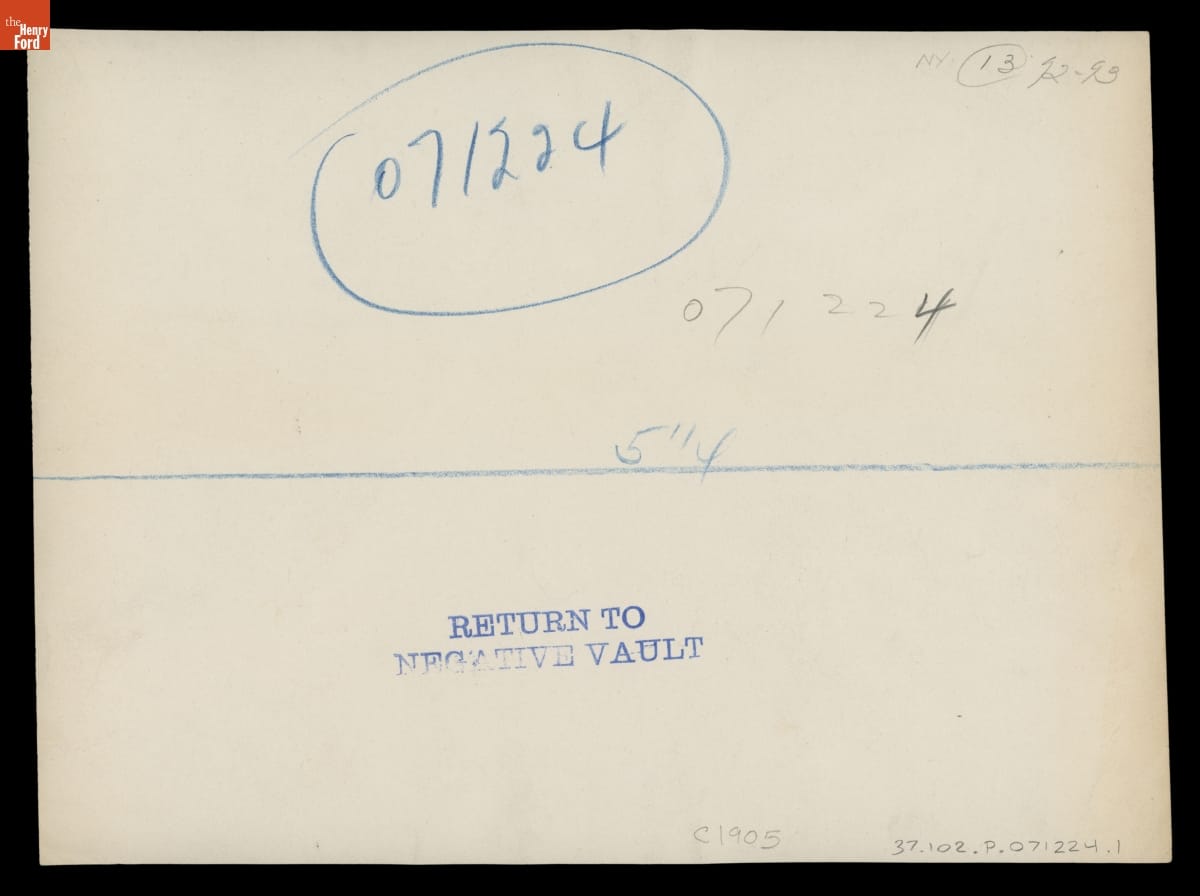 the
Henry
Ford
NY. 13 92-93
071224
071224
5"4
RETURN TO
NEGATIVE VAULT
C1905
37.102.P.071224.1